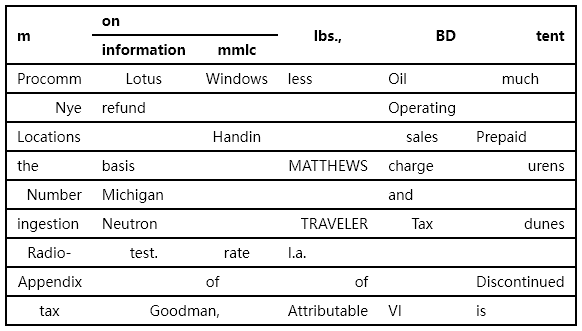 on
m lbs., BD tent
information mmlc
Procomm Lotus Windows less Oil much
Nye refund Operating
Locations Handin sales Prepaid
the basis MATTHEWS charge urens
Number Michigan and
ingestion Neutron TRAVELER Tax dunes
Radio- test. rate l.a.
Appendix of of Discontinued
tax Goodman, Attributable VI is